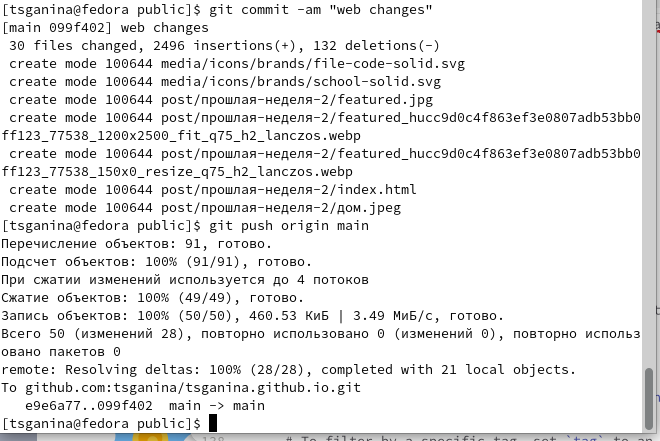 [tsganina@fedora public]$ git commit -am "web changes"
[main 099f402] web changes
 30 files changed, 2496 insertions(+), 132 deletions(-)
 create mode 100644 media/icons/brands/file-code-solid.svg
 create mode 100644 media/icons/brands/school-solid.svg
 create mode 100644 post/прошлая-неделя-2/featured.jpg
 create mode 100644 post/прошлая-неделя-2/featured_hucc9d0c4f863ef3e0807adb53bb0
ff123_77538_1200x2500_fit_q75_h2_lanczos.webp
 create mode 100644 post/прошлая-неделя-2/featured_hucc9d0c4f863ef3e0807adb53bb0
ff123_77538_150x0_resize_q75_h2_lanczos.webp
 create mode 100644 post/прошлая-неделя-2/index.html
 create mode 100644 post/прошлая-неделя-2/дом.jpeg
[tsganina@fedora public]$ git push origin main
Перечисление объектов: 91, готово.
Подсчет объектов: 100% (91/91), готово.
При сжатии изменений используется до 4 потоков
Сжатие объектов: 100% (49/49), готово.
Запись объектов: 100% (50/50), 460.53 КиБ | 3.49 МиБ/с, готово.
Всего 50 (изменений 28), повторно использовано 0 (изменений 0), повторно использ
овано пакетов 0
remote: Resolving deltas: 100% (28/28), completed with 21 local objects.
To github.com:tsganina/tsganina.github.io.git
   e9e6a77..099f402  main -> main
[tsganina@fedora public]$
# To filter by a specific tag, set `tag` to an